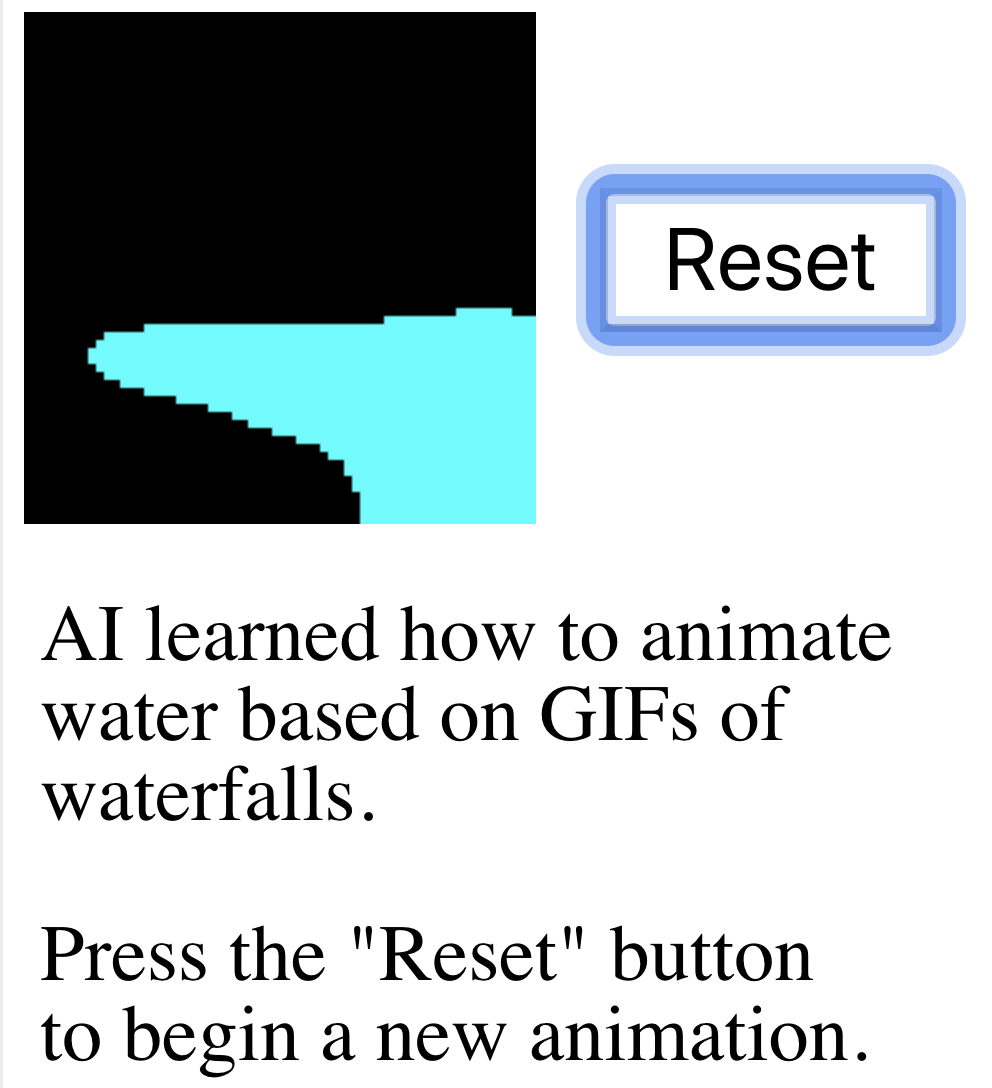 Reset
AI learned how to animate
water based on GIFs of
waterfalls.
Press the "Reset" button
to begin a new animation.